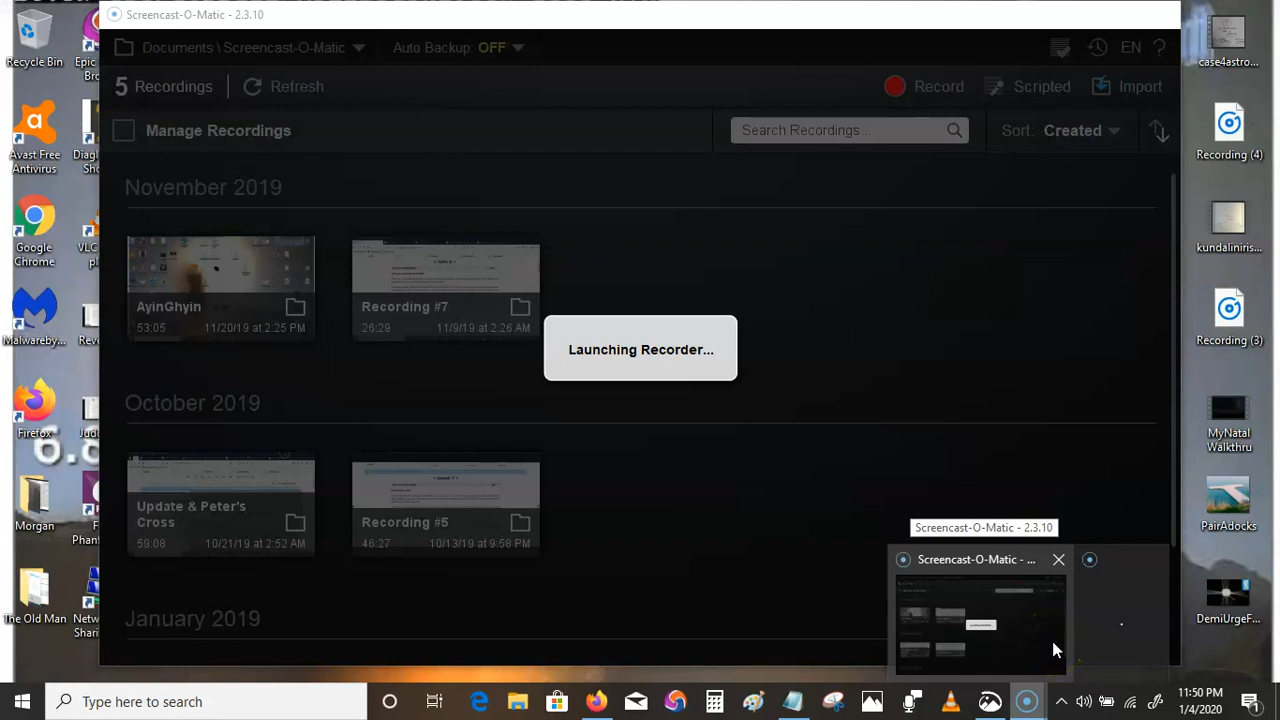 Screencast-O-Matic - 2.3.10
Documents \ Screencast-O-Matic
Auto Backup: OFF
EN ?
5 Recordings
Refresh
Record
Scripted
Import
Manage Recordings
Search Recordings...
Sort: Created
November 2019
AyinGhyin
53:05 11/20/19 at 2:25 PM
Recording #7
26:29 11/9/19 at 2:26 AM
Launching Recorder...
October 2019
Update & Peter's
Cross
59:08 10/21/19 at 2:52 AM
Recording #5
46:27 10/13/19 at 9:58 PM
January 2019
Screencast-O-Matic - 2.3.10
Screencast-O-Matic - ...
Recycle Bin
Epic
Avast Free
Antivirus
Google
Chrome
VLC
Malwareby...
Firefox
Morgan
The Old Man
case4astro...
Recording (4)
kundaliniris...
Recording (3)
MyNatal
Walkthru
PairAdocks
DemiUrgeF...
Type here to search
11:50 PM
1/4/2020
1